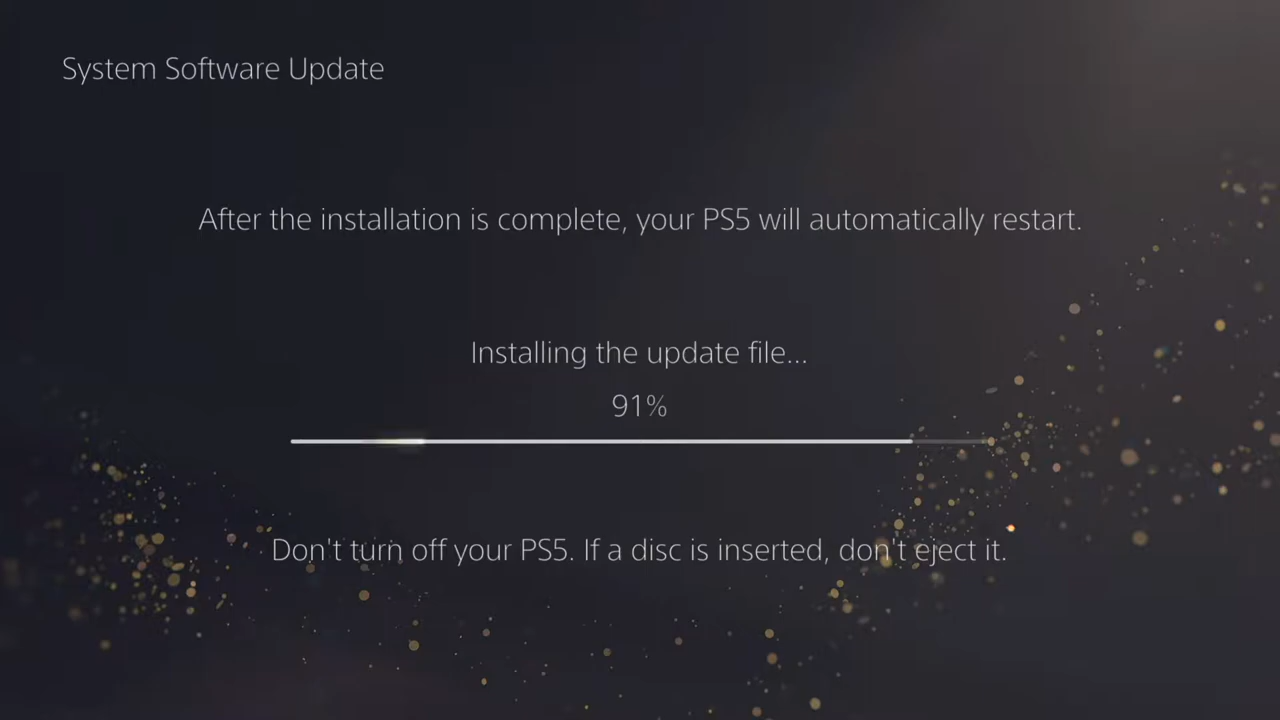 System Software Update
After the installation is complete, your PS5 will automatically restart.
Installing the update file...
91%
Don't turn off your PS5. If a disc is inserted, don't eject it.